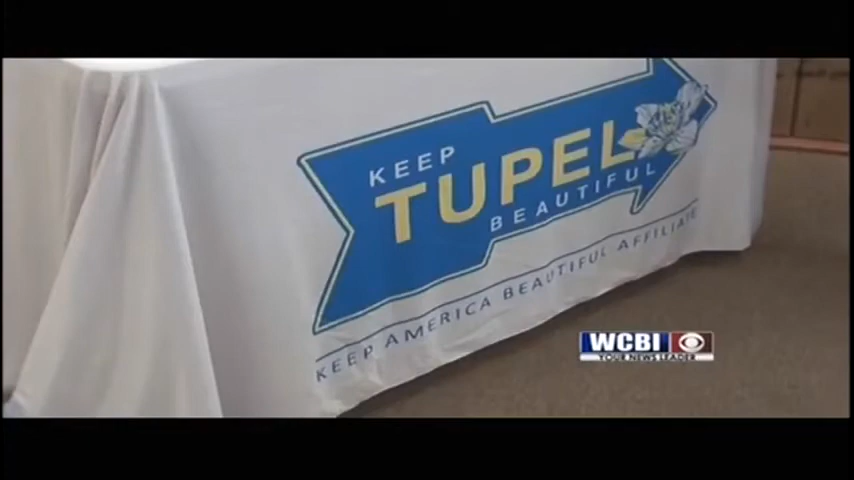 KEEP
TUPEL
BEAUTIFUL
KEEP AMERICA BEAUTIFUL AFFILIATE
WCBI
YOUR NEWS LEADER